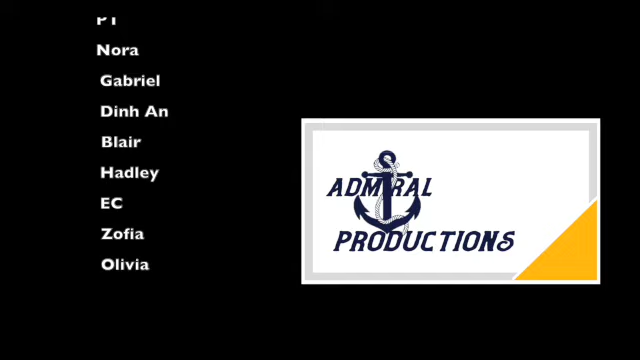 Nora
Gabriel
Dinh An
Blair
Hadley
EC
Zofia
Olivia
ADMIRAL
PRODUCTIONS